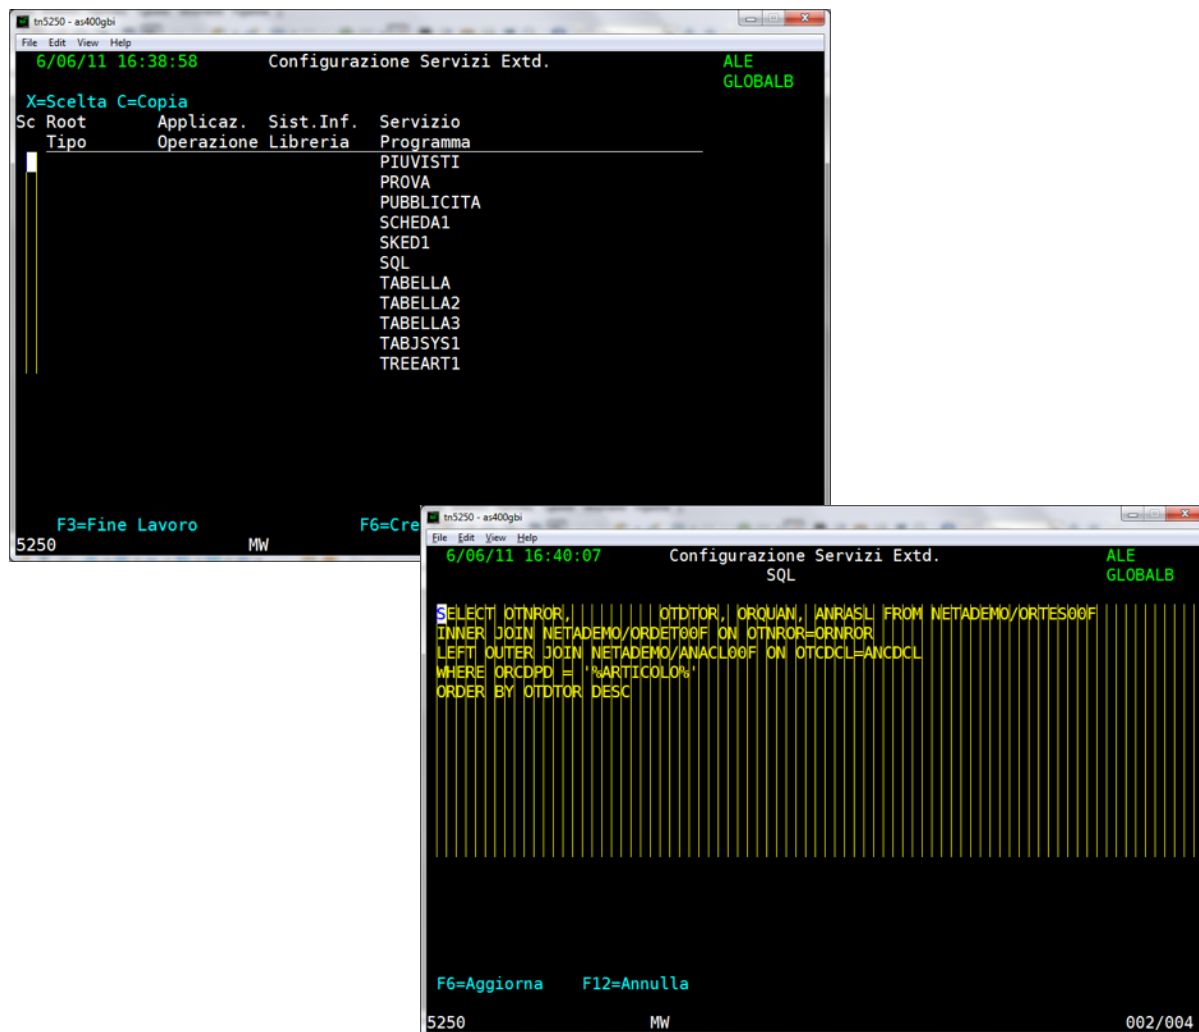 tn5250 - as400gbi
File Edit View Help
6/06/11 16:38:58 Configurazione Servizi Extd. ALE
GLOBALB
X=Scelta C=Copia
Sc Root Applicaz. Sist.Inf. Servizio
Tipo Operazione Libreria Programma
PIUVISTI
PROVA
PUBBLICITA
SCHEDA1
SKED1
SQL
TABELLA
TABELLA2
TABELLA3
TABJSYS1
TREEART1
F3=Fine Lavoro F6=Cre
5250 MW
tn5250 - as400gbi
File Edit View Help
6/06/11 16:40:07 Configurazione Servizi Extd. ALE
SQL GLOBALB
SELECT OTNROR, OTDTOR, ORQUAN, ANRASL FROM NETADEMO/ORTES00F
INNER JOIN NETADEMO/ORDET00F ON OTNROR=ORNROR
LEFT OUTER JOIN NETADEMO/ANACL00F ON OTCDCL=ANCDCL
WHERE ORCDPD = '%ARTICOLO%'
ORDER BY OTDTOR DESC
F6=Aggiorna F12=Annulla
5250 MW 002/004